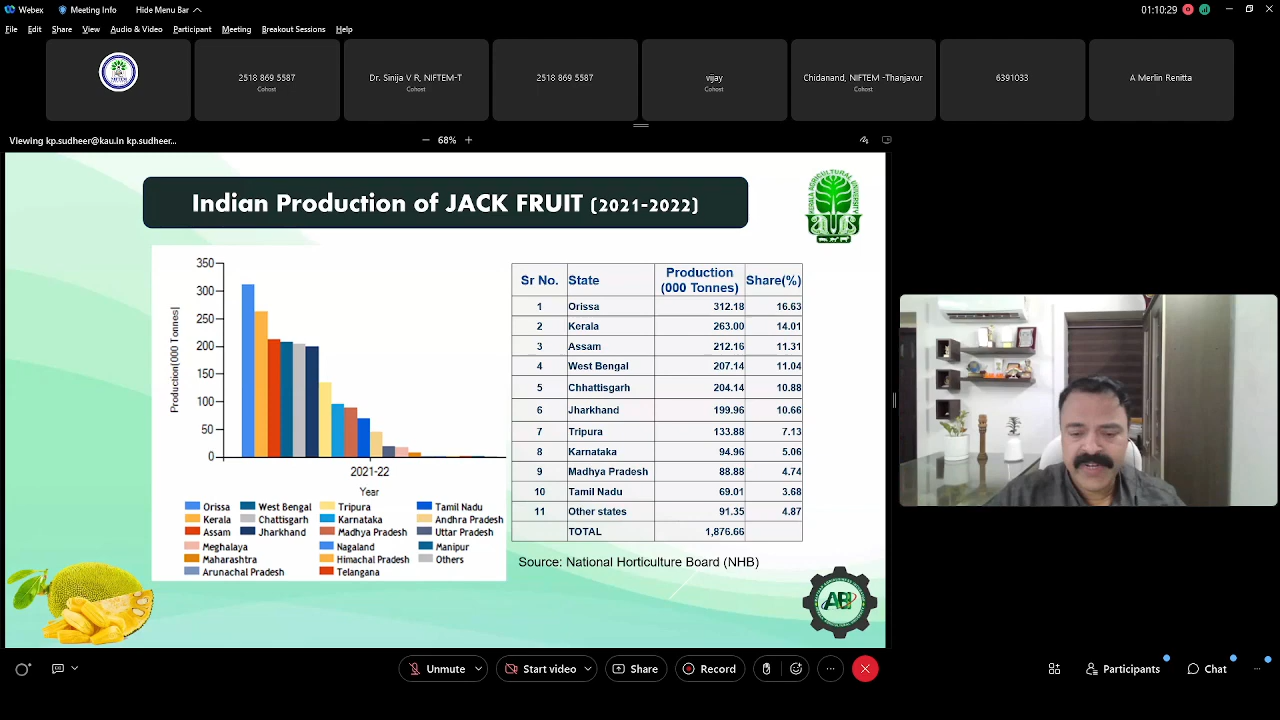 Webex
Meeting Info
Hide Menu Bar
01:10:29
File Edit Share View Audio & Video Participant Meeting Breakout Sessions Help
2518 869 5587
Cohost
Dr. Sinija V R, NIFTEM-T
Cohost
2518 869 5587
Cohost
vijay
Cohost
Chidanand, NIFTEM -Thanjavur
Cohost
6391033
A Merlin Renitta
Viewing kp.sudheer@kau.in kp.sudheer...
68%
Indian Production of JACK FRUIT (2021-2022)
KERALA AGRICULTURAL UNIVERSITY
Production(000 Tonnes)
350
300
250
200
150
100
50
0
2021-22
Year
Orissa West Bengal Tripura Tamil Nadu
Kerala Chattisgarh Karnataka Andhra Pradesh
Assam Jharkhand Madhya Pradesh Uttar Pradesh
Meghalaya Nagaland Manipur
Maharashtra Himachal Pradesh Others
Arunachal Pradesh Telangana
Sr No. State Production (000 Tonnes) Share(%)
1 Orissa 312.18 16.63
2 Kerala 263.00 14.01
3 Assam 212.16 11.31
4 West Bengal 207.14 11.04
5 Chhattisgarh 204.14 10.88
6 Jharkhand 199.96 10.66
7 Tripura 133.88 7.13
8 Karnataka 94.96 5.06
9 Madhya Pradesh 88.88 4.74
10 Tamil Nadu 69.01 3.68
11 Other states 91.35 4.87
TOTAL 1,876.66
Source: National Horticulture Board (NHB)
ABI
Unmute
Start video
Share
Record
Participants
Chat